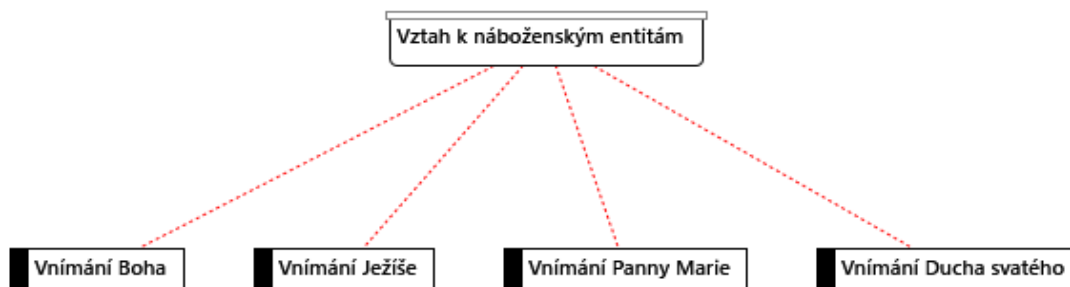 Vztah k náboženským entitám
Vnímání Boha
Vnímání Ježíše
Vnímání Panny Marie
Vnímání Ducha svatého